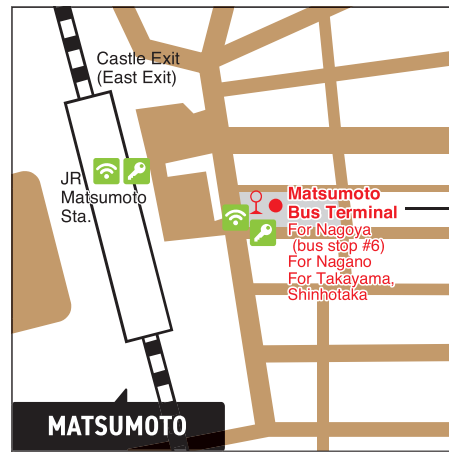 Castle Exit
(East Exit)
JR
Matsumoto
Sta.
Matsumoto
Bus Terminal
For Nagoya
(bus stop #6)
For Nagano
For Takayama,
Shinhotaka
MATSUMOTO